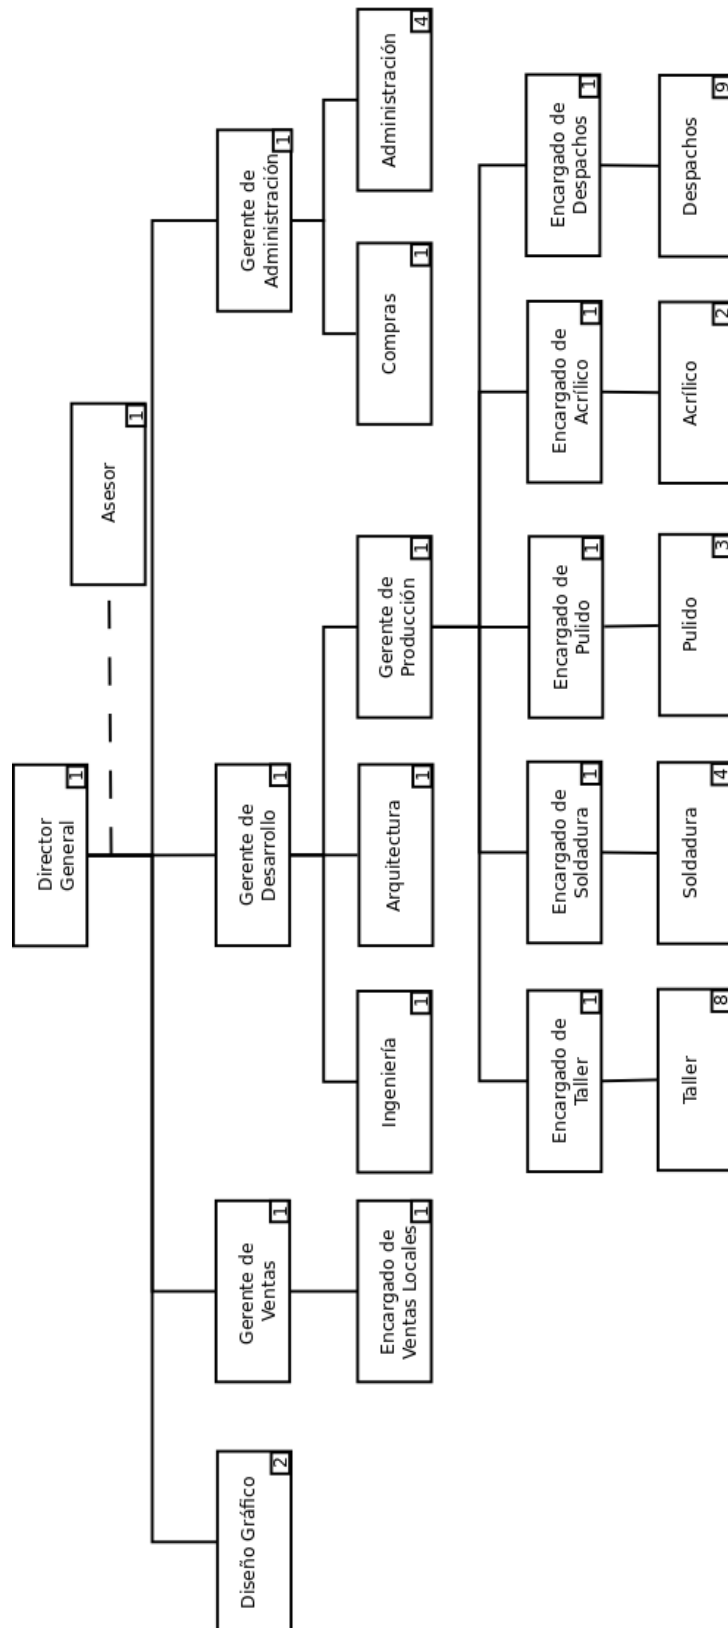 Director
General
1
Asesor
1
Diseño Gráfico
2
Gerente de
Ventas
1
Gerente de
Desarrollo
1
Gerente de
Administración
1
Encargado de
Ventas Locales
1
Ingeniería
1
Arquitectura
1
Gerente de
Producción
1
Compras
1
Administración
4
Encargado de
Taller
1
Encargado de
Soldadura
1
Encargado de
Pulido
1
Encargado de
Acrílico
1
Encargado de
Despachos
1
Taller
8
Soldadura
4
Pulido
3
Acrílico
2
Despachos
9